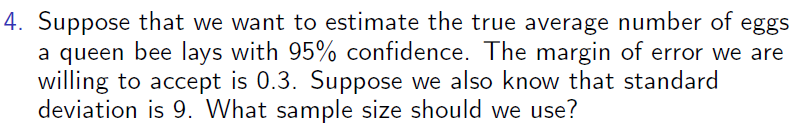 4. Suppose that we want to estimate the true average number of eggs
a queen bee lays with 95% confidence. The margin of error we are
willing to accept is 0.3. Suppose we also know that standard
deviation is 9. What sample size should we use?